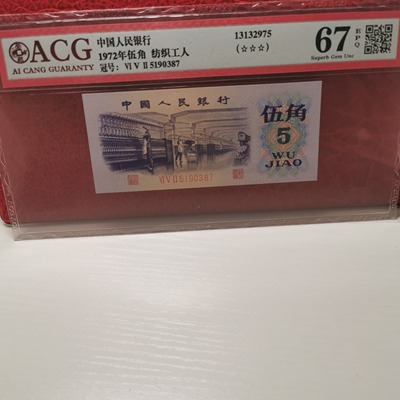 ACG
AI CANG GUARANTY
中国人民银行
1972年伍角 纺织工人
冠号: VI V II 5190387
13132975
(☆☆☆)
67
EPQ
Superb Gem Unc
中國人民銀行
伍角
5
WU
JIAO
VI V II 5190387